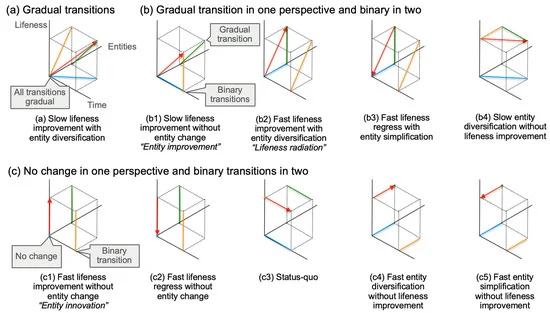 (a) Gradual transitions
(b) Gradual transition in one perspective and binary in two
Lifeness
Entities
Time
All transitions
gradual
Gradual
transition
Binary
transitions
(a) Slow lifeness
improvement with
entity diversification
(b1) Slow lifeness
improvement without
entity change
“Entity improvement”
(b2) Fast lifeness
improvement with
entity diversification
“Lifeness radiation”
(b3) Fast lifeness
regress with
entity simplification
(b4) Slow entity
diversification without
lifeness improvement
(c) No change in one perspective and binary transitions in two
No change
Binary
transition
(c1) Fast lifeness
improvement without
entity change
“Entity innovation”
(c2) Fast lifeness
regress without
entity change
(c3) Status-quo
(c4) Fast entity
diversification
without lifeness
improvement
(c5) Fast entity
simplification
without lifeness
improvement